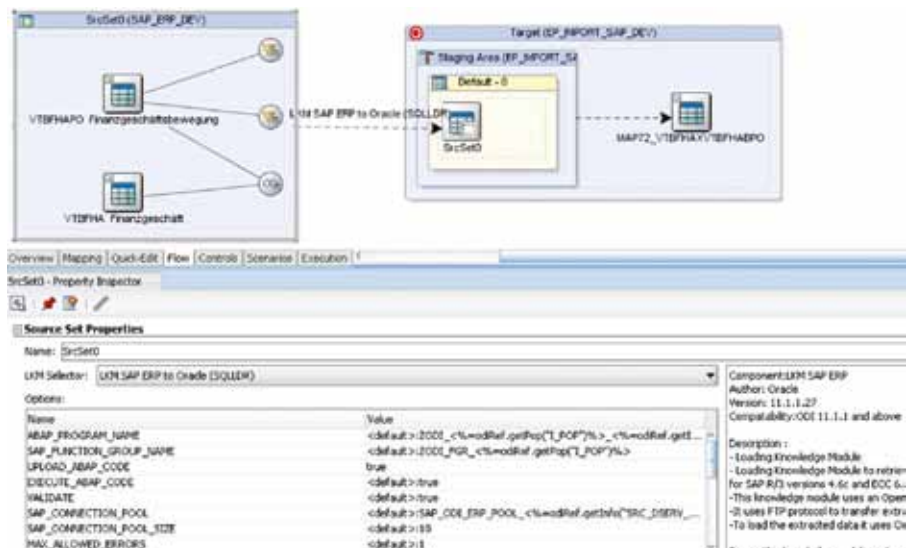 SrcSet0 (SAP_ERP_DEV)
VTBFHAPO Finanzgeschäftsbewegung
VTBFHA Finanzgeschäft
LKM SAP ERP to Oracle (SQLLDR)
Target (EP_IMPORT_SAP_DEV)
Staging Area (EP_IMPORT_SA
Default - 0
SrcSet0
Overview Mapping Quick-Edit Flow Controls Scenarios Execution
SrcSet0 - Property Inspector
Source Set Properties
Name: SrcSet0
LKM Selector: LKM SAP ERP to Oracle (SQLLDR)
Options:
Name Value
ABAP_PROGRAM_NAME <default>:ZODI_<%=odiRef.getPop("I_POP")%>_<%=odiRef.getI...
SAP_FUNCTION_GROUP_NAME <default>:ZODI_FGR_<%=odiRef.getPop("I_POP")%>
UPLOAD_ABAP_CODE true
EXECUTE_ABAP_CODE <default>:true
VALIDATE <default>:true
SAP_CONNECTION_POOL <default>:SAP_ODI_ERP_POOL_<%=odiRef.getInfo("SRC_DSERV_...
SAP_CONNECTION_POOL_SIZE <default>:10
MAX_ALLOWED_ERRORS <default>:1
Component:LKM SAP ERP
Author: Oracle
Version: 11.1.1.27
Compatability:ODI 11.1.1 and above
Description :
- Loading Knowledge Module
- Loading Knowledge Module to retriev
for SAP R/3 versions 4.6c and ECC 6..
-This knowledge module uses an Open
-It uses FTP protocol to transfer extra
-To load the extracted data it uses Or